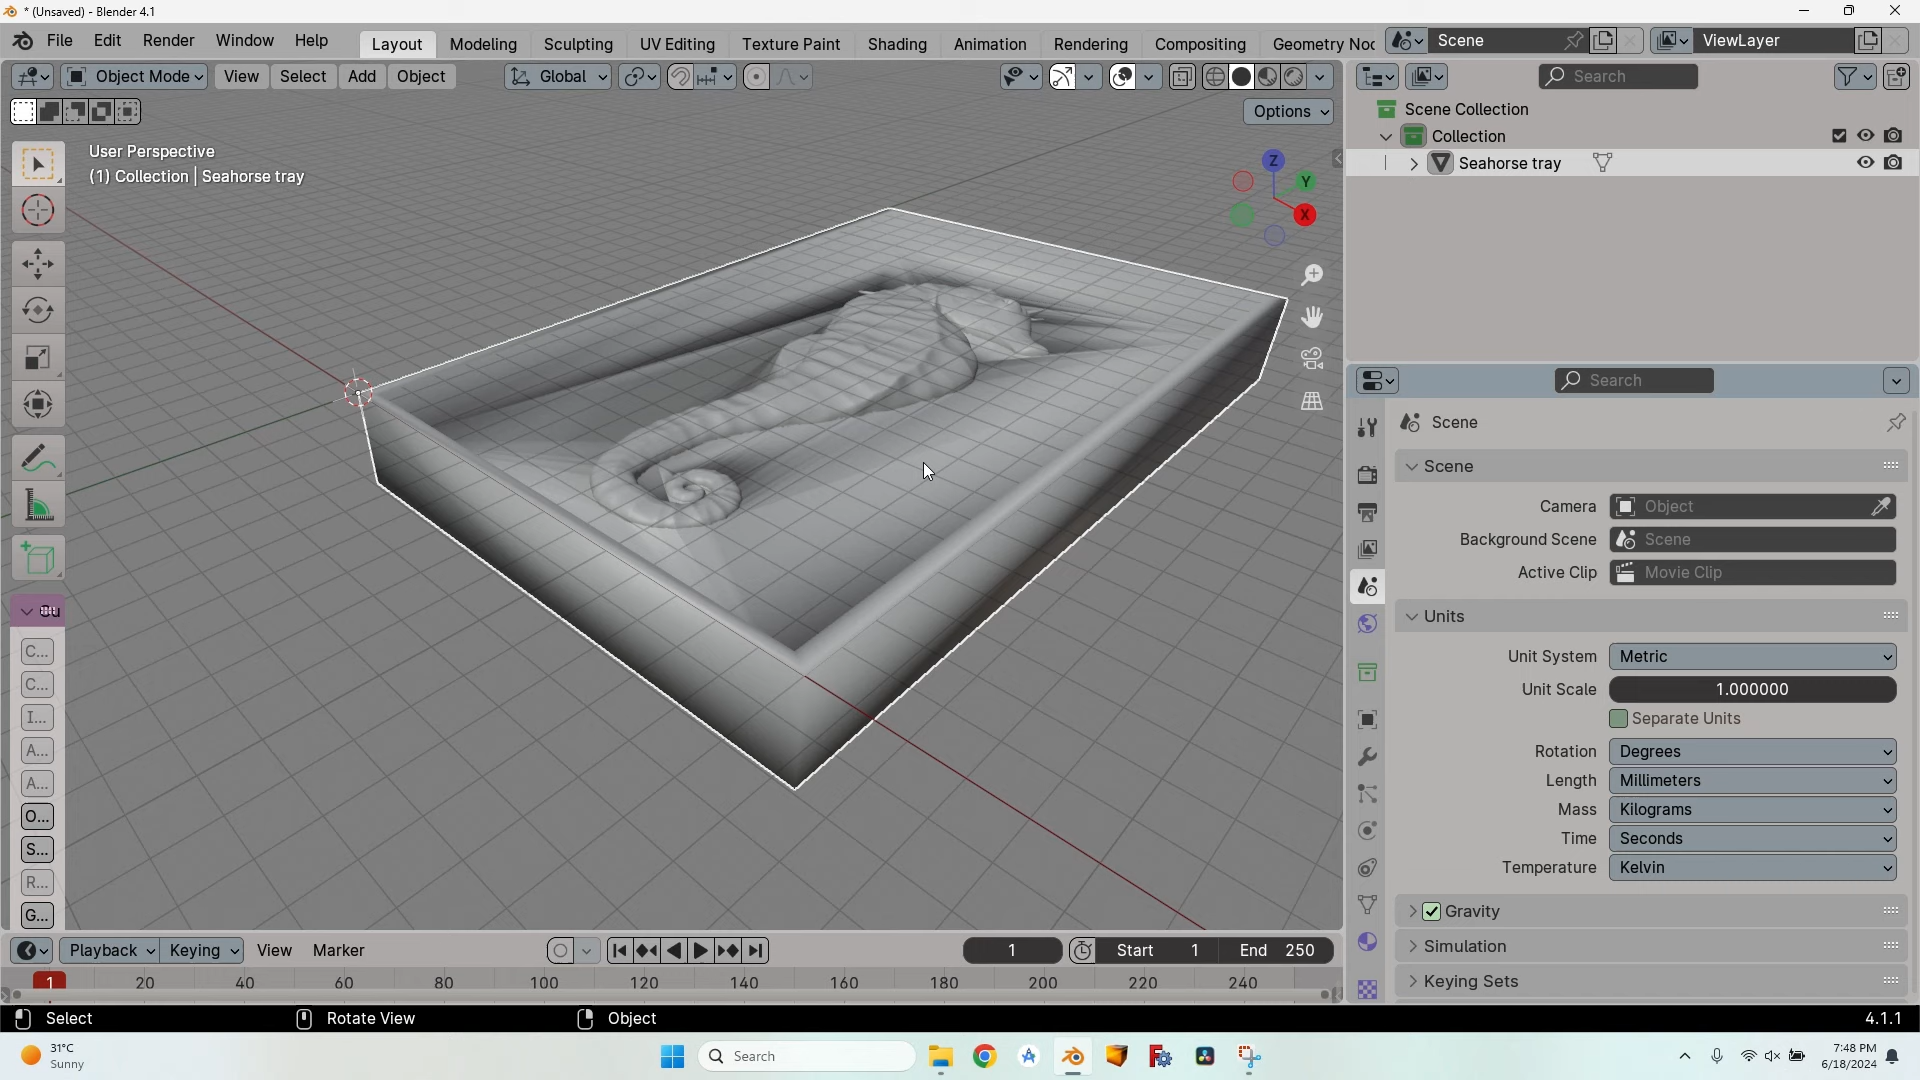 * (Unsaved) - Blender 4.1
File Edit Render Window Help
Layout Modeling Sculpting UV Editing Texture Paint Shading Animation Rendering Compositing Geometry Noc
Scene
ViewLayer
Object Mode View Select Add Object
Global
Search
Options
User Perspective
(1) Collection | Seahorse tray
Z
Y
X
Scene Collection
Collection
Seahorse tray
Search
Scene
Scene
Camera Object
Background Scene Scene
Active Clip Movie Clip
Units
Unit System Metric
Unit Scale 1.000000
Separate Units
Rotation Degrees
Length Millimeters
Mass Kilograms
Time Seconds
Temperature Kelvin
Gravity
Simulation
Keying Sets
C...
C...
I...
A...
A...
O...
S...
R...
G...
Playback Keying View Marker
1
Start 1
End 250
1 20 40 60 80 100 120 140 160 180 200 220 240
Select Rotate View Object
4.1.1
31°C
Sunny
Search
7:48 PM
6/18/2024